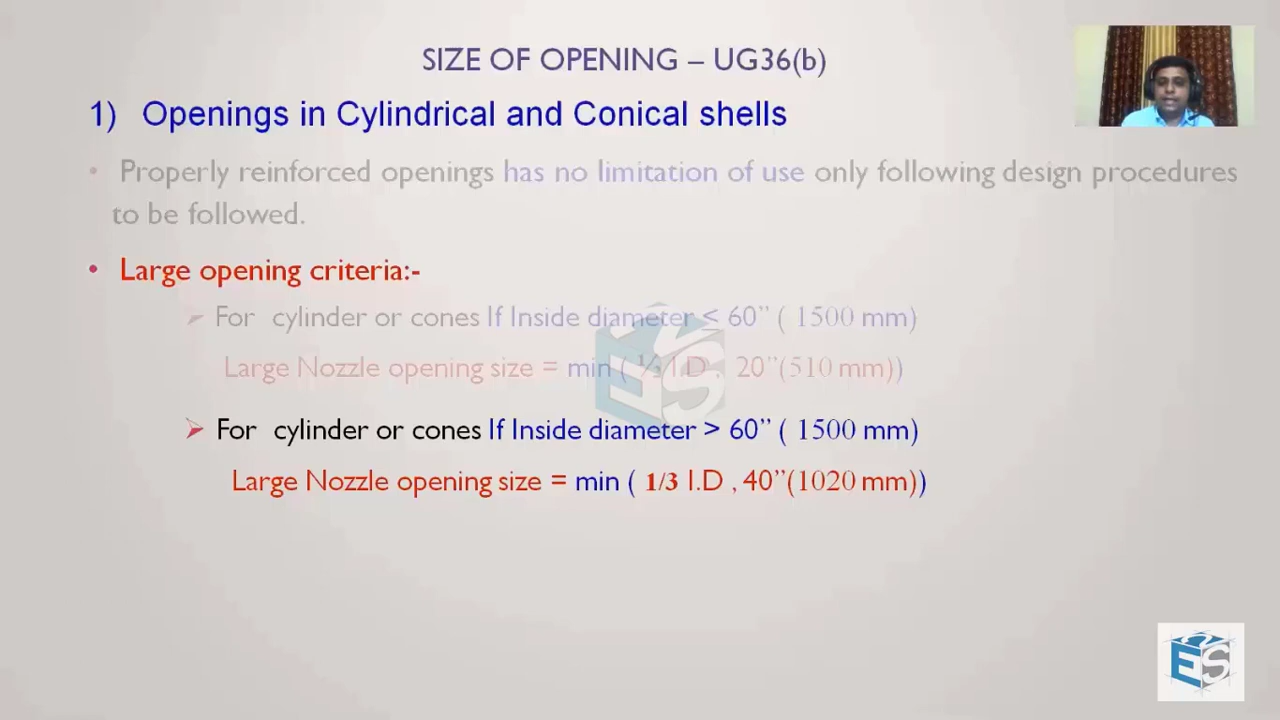 SIZE OF OPENING – UG36(b)
1) Openings in Cylindrical and Conical shells
• Properly reinforced openings has no limitation of use only following design procedures
to be followed.
• Large opening criteria:-
➢ For cylinder or cones If Inside diameter ≤ 60” ( 1500 mm)
Large Nozzle opening size = min ( ½ I.D , 20”(510 mm))
➢ For cylinder or cones If Inside diameter > 60” ( 1500 mm)
Large Nozzle opening size = min ( 1/3 I.D , 40”(1020 mm))
ES
ES